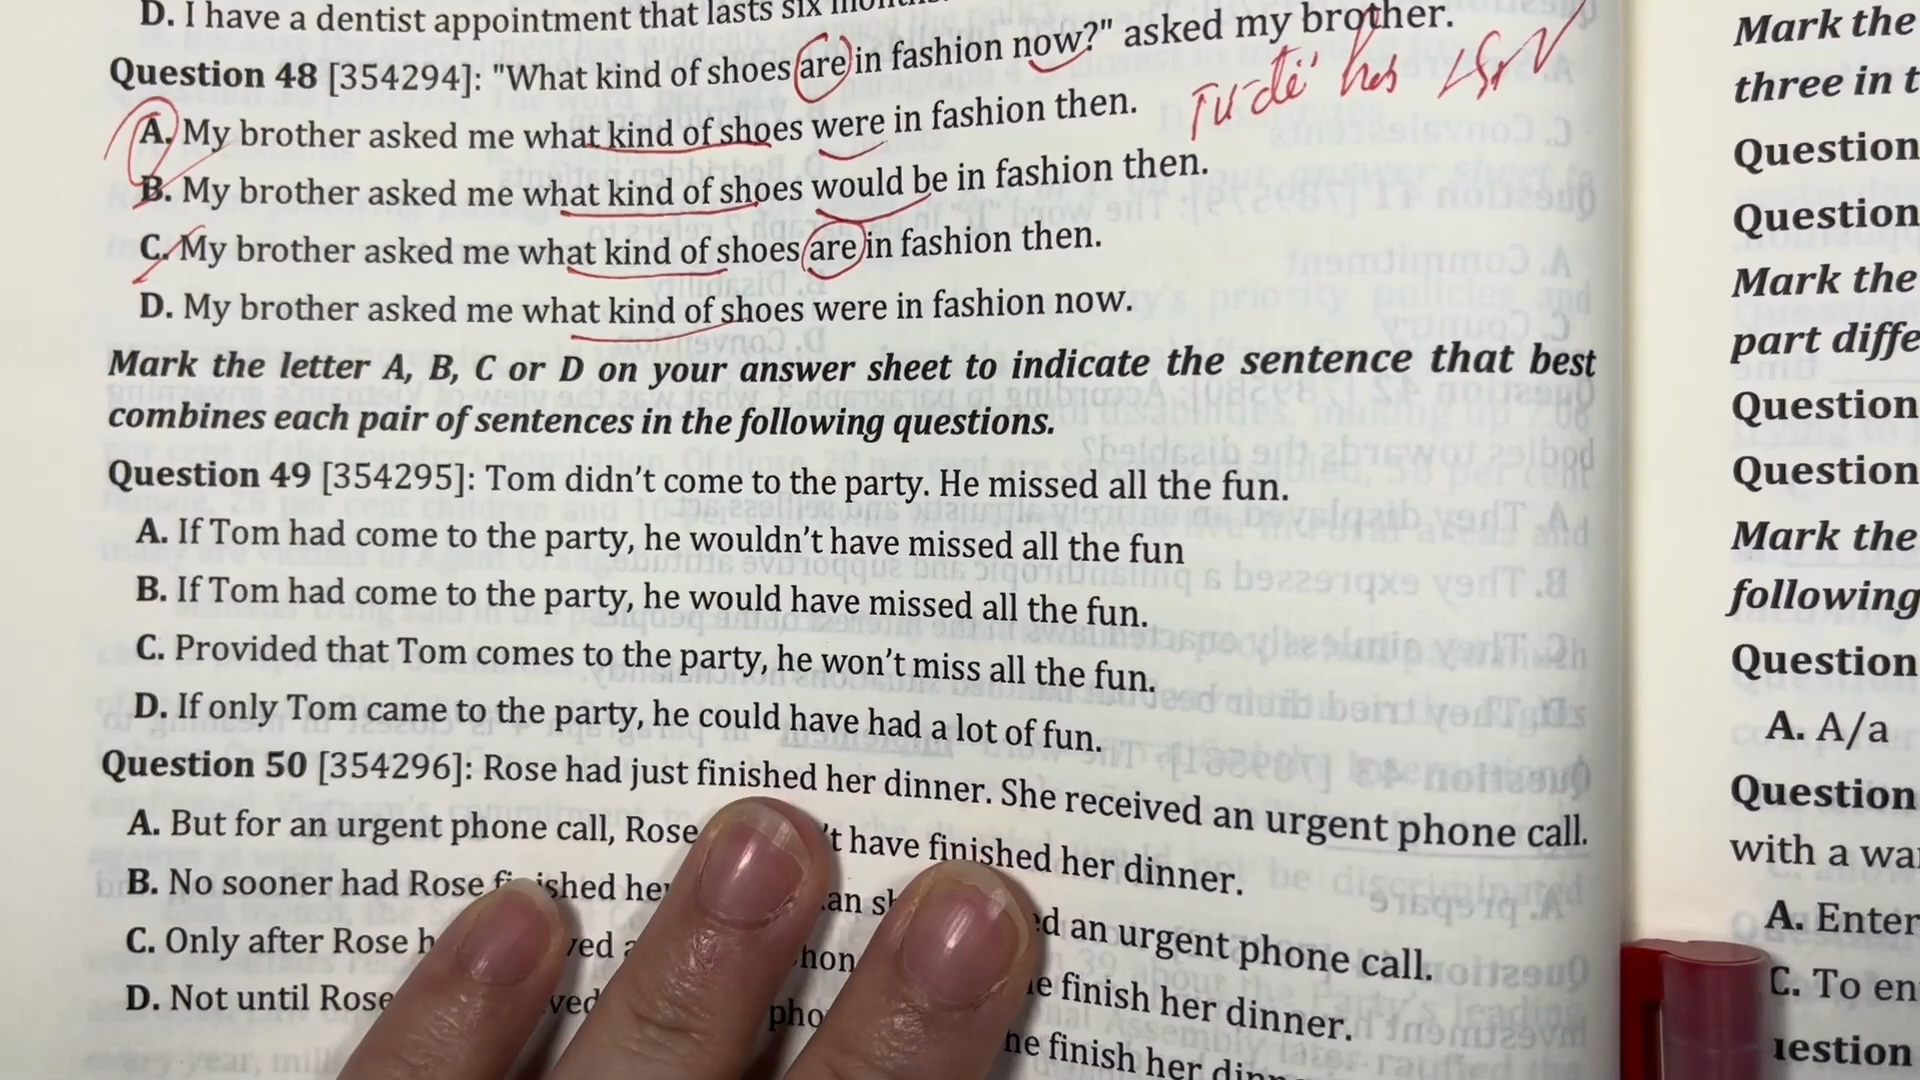 D. I have a dentist appointment that lasts six
Question 48 [354294]: "What kind of shoes are in fashion now?" asked my brother.
A. My brother asked me what kind of shoes were in fashion then.
B. My brother asked me what kind of shoes would be in fashion then.
C. My brother asked me what kind of shoes are in fashion then.
D. My brother asked me what kind of shoes were in fashion now.
Mark the letter A, B, C or D on your answer sheet to indicate the sentence that best
combines each pair of sentences in the following questions.
Question 49 [354295]: Tom didn't come to the party. He missed all the fun.
A. If Tom had come to the party, he wouldn't have missed all the fun
B. If Tom had come to the party, he would have missed all the fun.
C. Provided that Tom comes to the party, he won't miss all the fun.
D. If only Tom came to the party, he could have had a lot of fun.
Question 50 [354296]: Rose had just finished her dinner. She received an urgent phone call.
A. But for an urgent phone call, Rose have finished her dinner.
B. No sooner had Rose an urgent phone call.
C. Only after Rose finish her dinner.
D. Not until Rose finish her
Mark the
three in
Question
Question
Mark the
part
Question
Question
Mark the
following
Question
A. A/a
Question
with a
A.
C. To